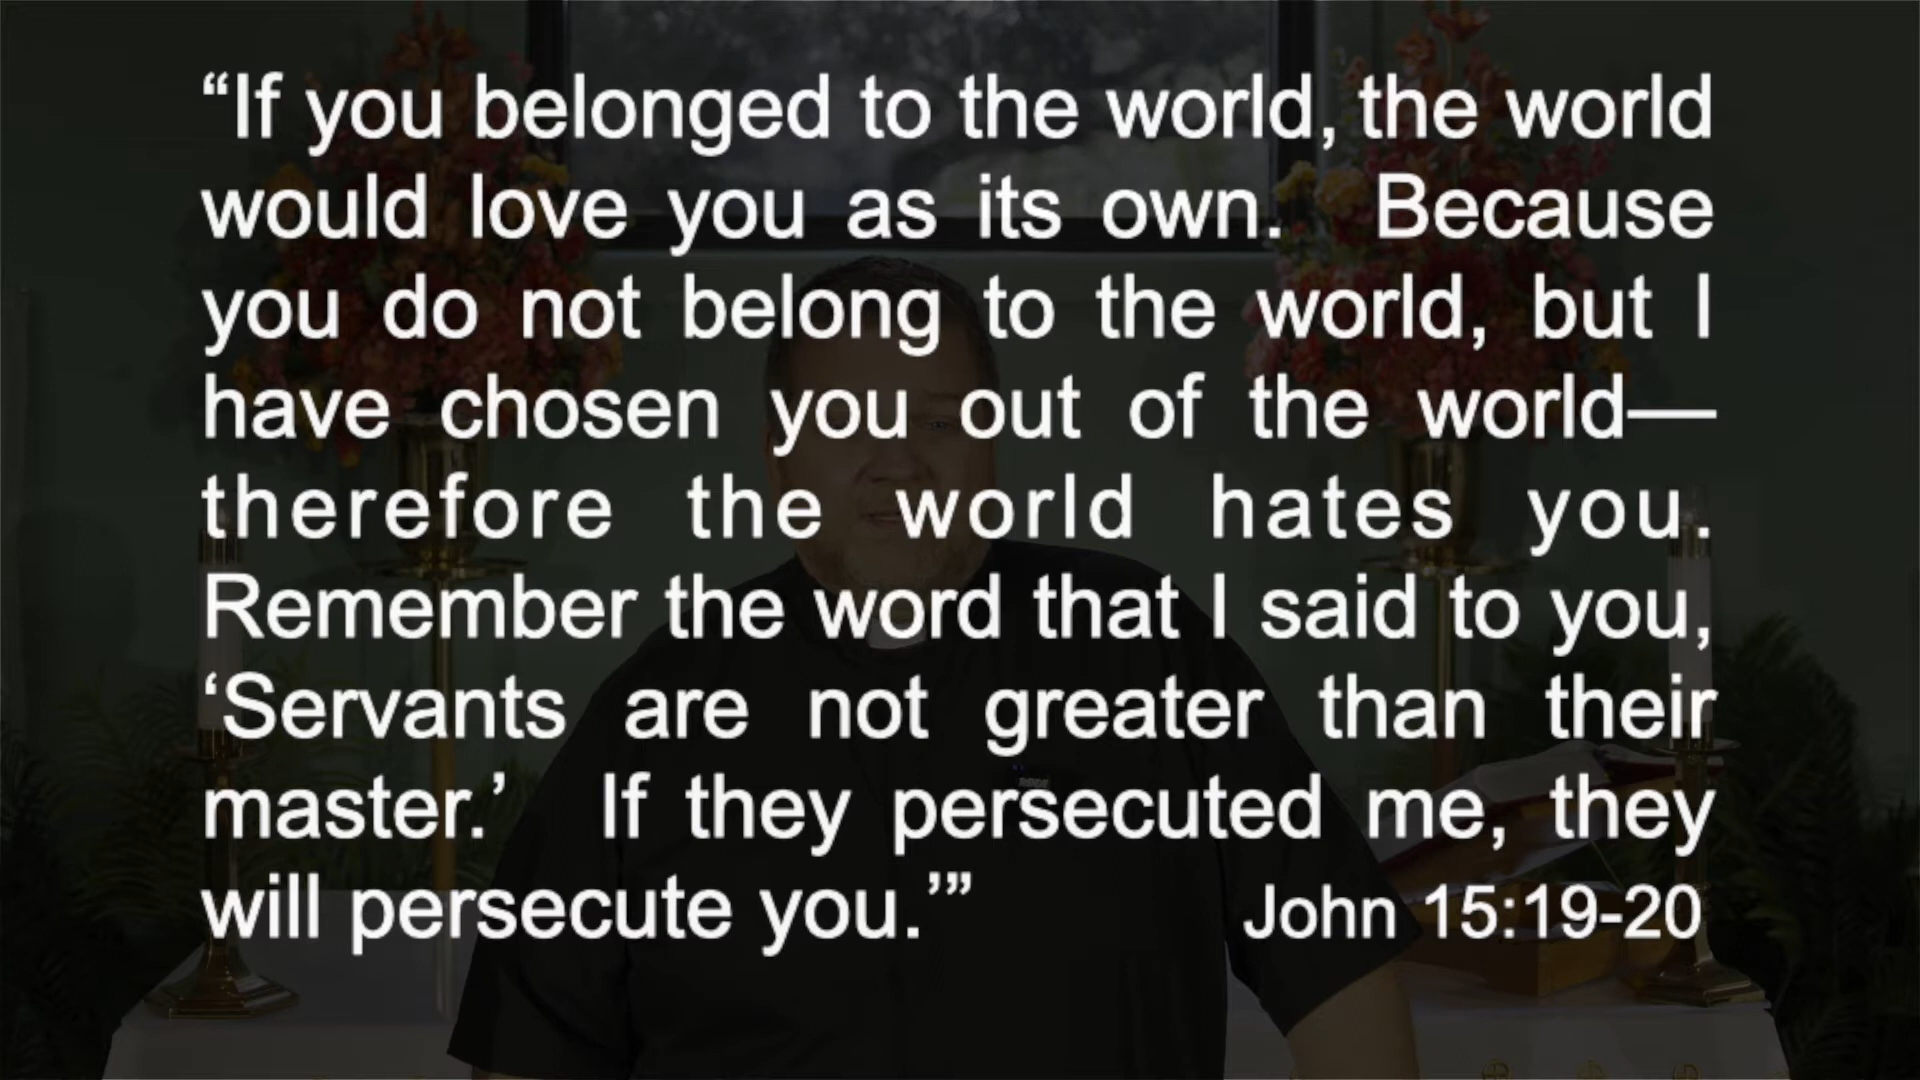 “If you belonged to the world, the world
would love you as its own. Because
you do not belong to the world, but I
have chosen you out of the world—
therefore the world hates you.
Remember the word that I said to you,
‘Servants are not greater than their
master.’ If they persecuted me, they
will persecute you.’” John 15:19-20